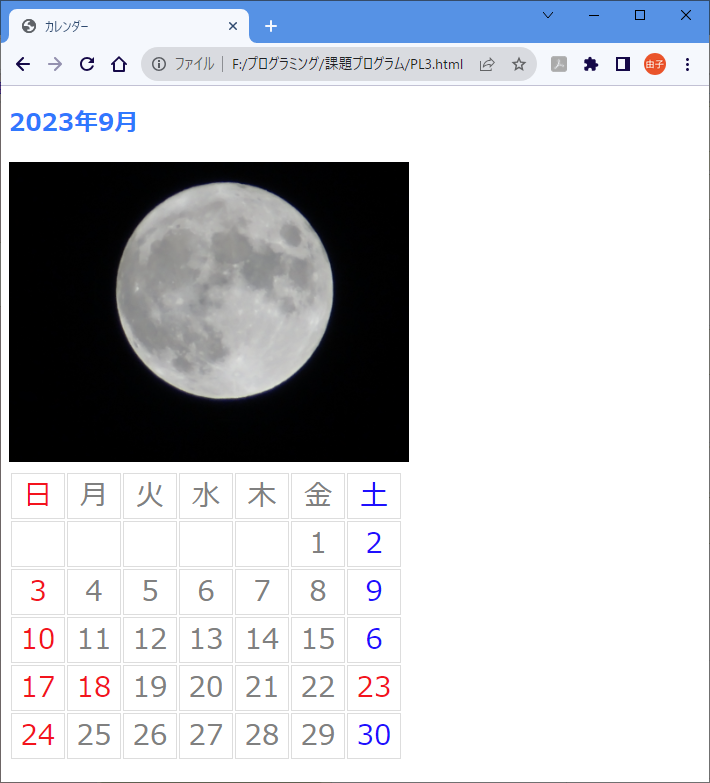 カレンダー
ファイル | F:/プログラミング/課題プログラム/PL3.html
由子
2023年9月
日 月 火 水 木 金 土
1 2
3 4 5 6 7 8 9
10 11 12 13 14 15 6
17 18 19 20 21 22 23
24 25 26 27 28 29 30